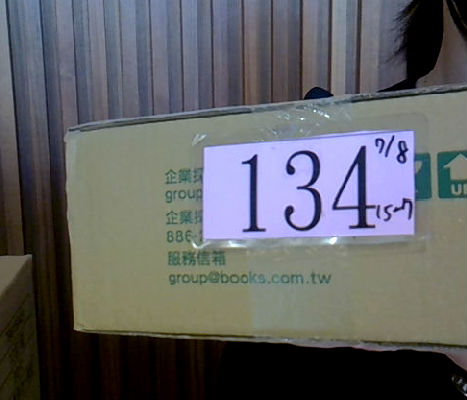 134
7/8
15-7
企業採
group
企業採
886-
服務信箱
group@books.com.tw